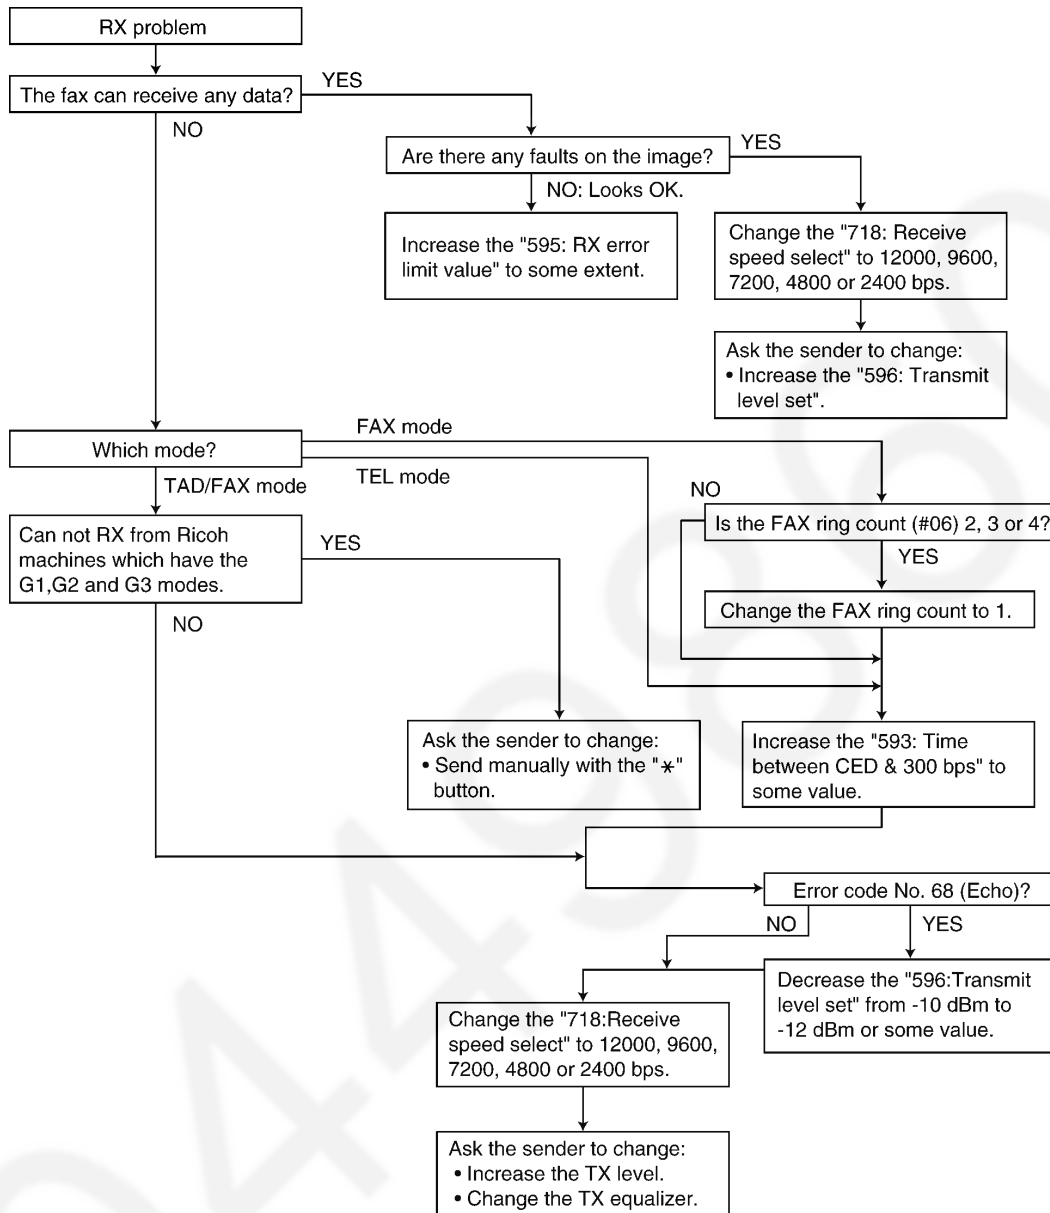 RX problem
The fax can receive any data?
YES
NO
Are there any faults on the image?
YES
NO: Looks OK.
Increase the "595: RX error
limit value" to some extent.
Change the "718: Receive
speed select" to 12000, 9600,
7200, 4800 or 2400 bps.
Ask the sender to change:
• Increase the "596: Transmit
level set".
Which mode?
FAX mode
TEL mode
TAD/FAX mode
NO
Is the FAX ring count (#06) 2, 3 or 4?
YES
Change the FAX ring count to 1.
Can not RX from Ricoh
machines which have the
G1,G2 and G3 modes.
YES
NO
Ask the sender to change:
• Send manually with the "*"
button.
Increase the "593: Time
between CED & 300 bps" to
some value.
Error code No. 68 (Echo)?
NO
YES
Decrease the "596:Transmit
level set" from -10 dBm to
-12 dBm or some value.
Change the "718:Receive
speed select" to 12000, 9600,
7200, 4800 or 2400 bps.
Ask the sender to change:
• Increase the TX level.
• Change the TX equalizer.